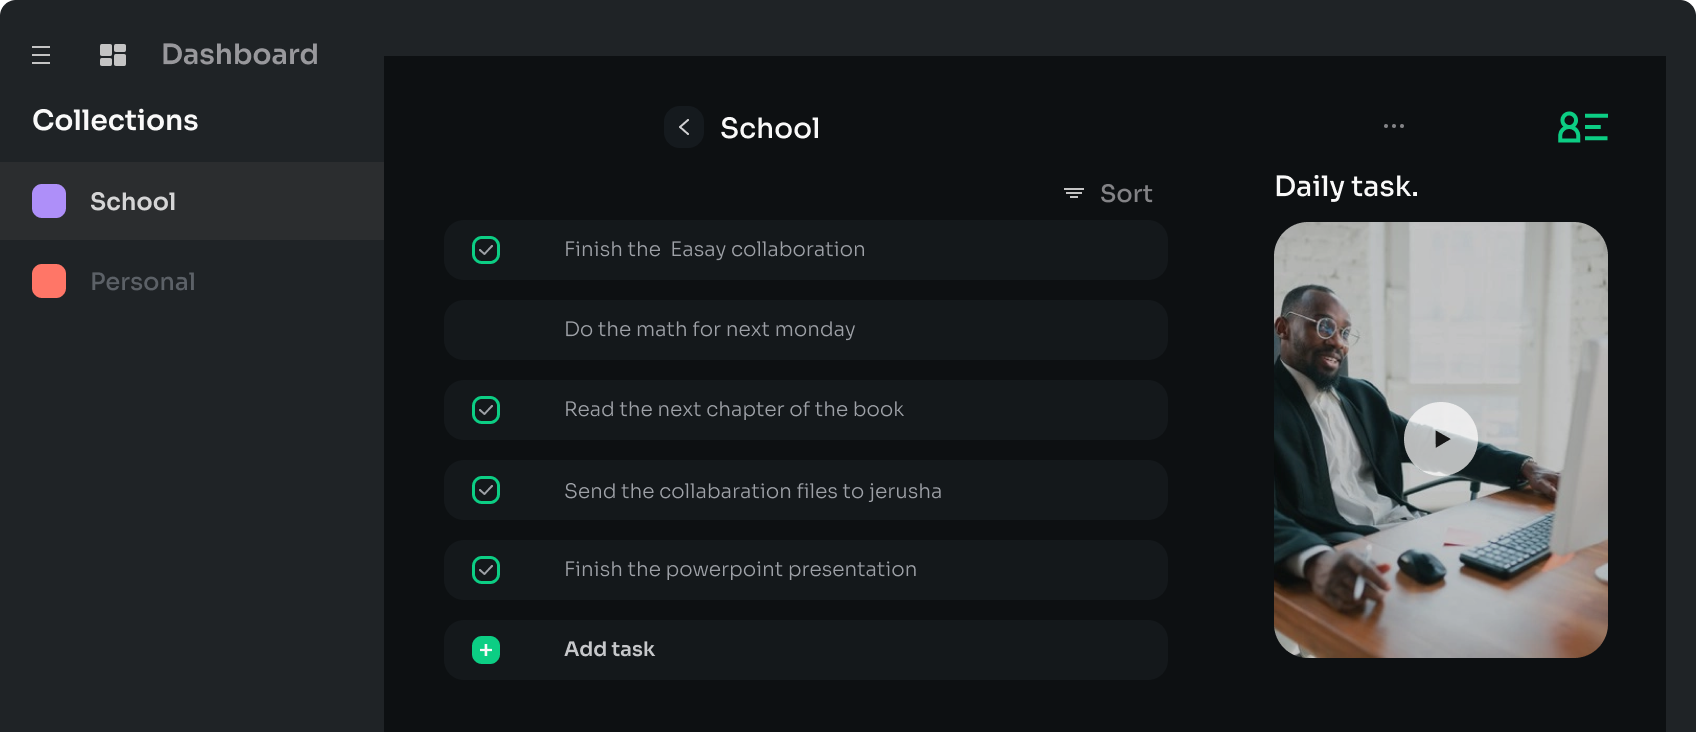 Dashboard
Collections
School
Personal
School
Sort
Finish the  Easay collaboration
Do the math for next monday
Read the next chapter of the book
Send the collabaration files to jerusha
Finish the powerpoint presentation
Add task
Daily task.